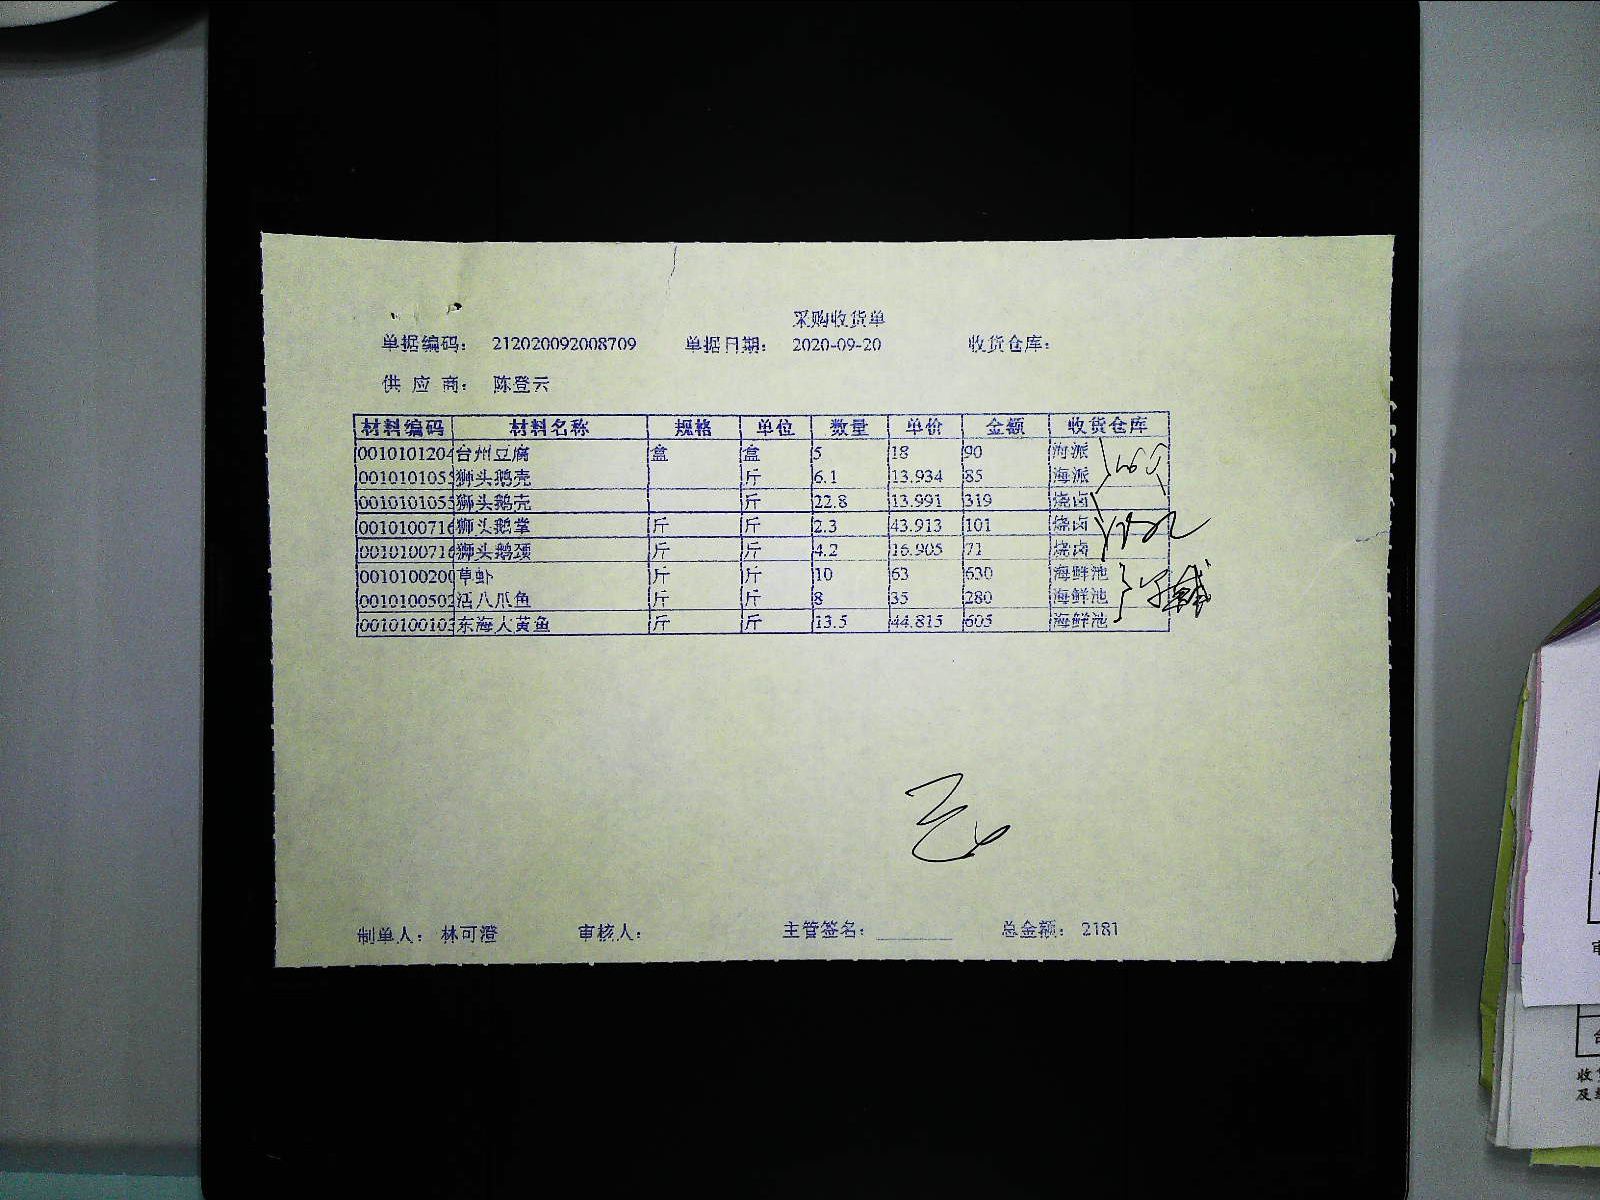 采购收货单
单据编码： 212020092008709 单据日期： 2020-09-20 收货仓库：
供 应 商： 陈登云
材料编码 材料名称 规格 单位 数量 单价 金额 收货仓库
0010101204 台州豆腐 盒 盒 5 18 90 海派
001010105 狮头鹅壳 斤 6.1 13.934 85 海派
001010105 狮头鹅壳 斤 22.8 13.991 319 烧卤
001010071 狮头鹅掌 斤 斤 2.3 43.913 101 烧卤
001010071 狮头鹅颈 斤 斤 4.2 16.905 71 烧卤
001010020 草虾 斤 斤 10 63 630 海鲜池
001010050 活八爪鱼 斤 斤 8 35 280 海鲜池
001010010 东海大黄鱼 斤 斤 13.5 44.815 605 海鲜池
制单人： 林可澄 审核人： 主管签名： 总金额： 2181